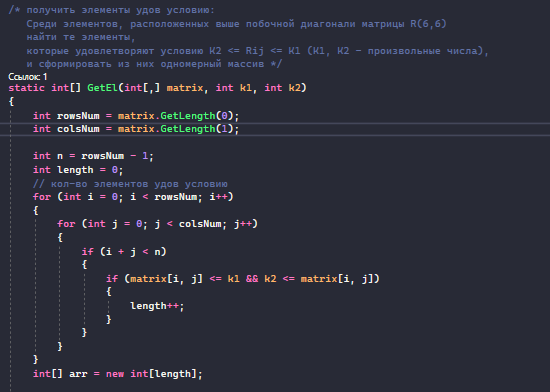 /* получить элементы удов условию:
Среди элементов, расположенных выше побочной диагонали матрицы R(6,6)
найти те элементы,
которые удовлетворяют условию K2 <= Rij <= K1 (K1, K2 - произвольные числа),
и сформировать из них одномерный массив */
Ссылок: 1
static int[] GetEl(int[,] matrix, int k1, int k2)
{
int rowsNum = matrix.GetLength(0);
int colsNum = matrix.GetLength(1);
int n = rowsNum - 1;
int length = 0;
// кол-во элементов удов условию
for (int i = 0; i < rowsNum; i++)
{
for (int j = 0; j < colsNum; j++)
{
if (i + j < n)
{
if (matrix[i, j] <= k1 && k2 <= matrix[i, j])
{
length++;
}
}
}
}
int[] arr = new int[length];